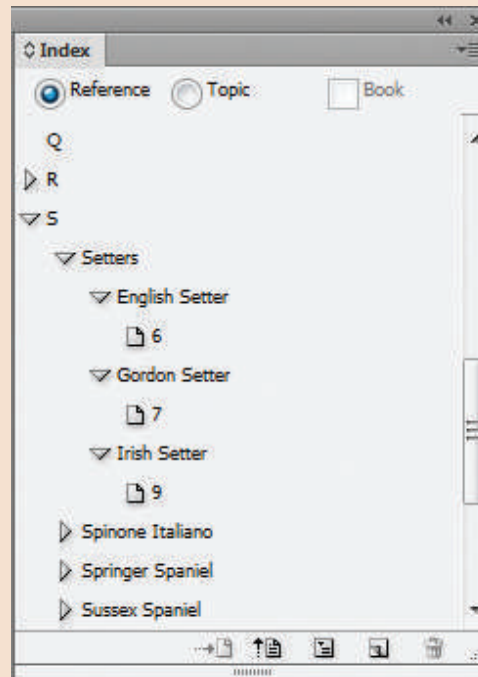 Index
Reference Topic Book
Q
R
S
Setters
English Setter
6
Gordon Setter
7
Irish Setter
9
Spinone Italiano
Springer Spaniel
Sussex Spaniel